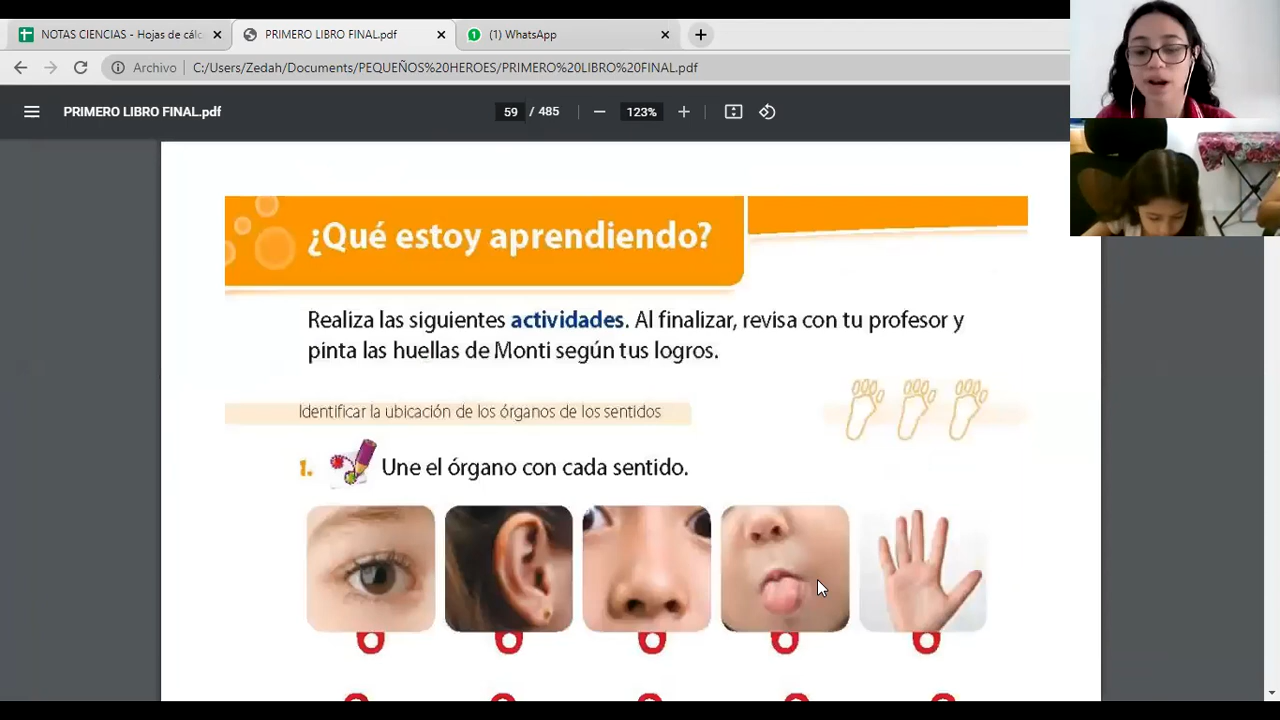 NOTAS CIENCIAS - Hojas de cálc
PRIMERO LIBRO FINAL.pdf
(1) WhatsApp
Archivo
C:/Users/Zedah/Documents/PEQUEÑOS%20HEROES/PRIMERO%20LIBRO%20FINAL.pdf
PRIMERO LIBRO FINAL.pdf
59 / 485
123%
¿Qué estoy aprendiendo?
Realiza las siguientes actividades. Al finalizar, revisa con tu profesor y
pinta las huellas de Monti según tus logros.
Identificar la ubicación de los órganos de los sentidos
1. Une el órgano con cada sentido.